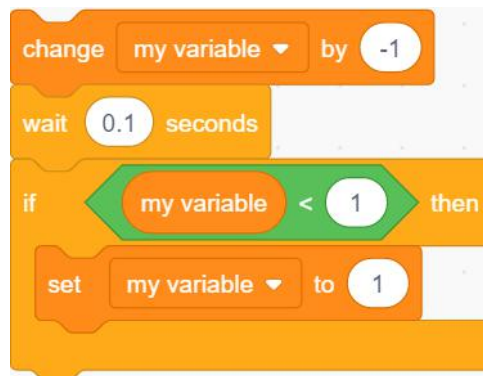 change my variable by -1
wait 0.1 seconds
if my variable < 1 then
set my variable to 1